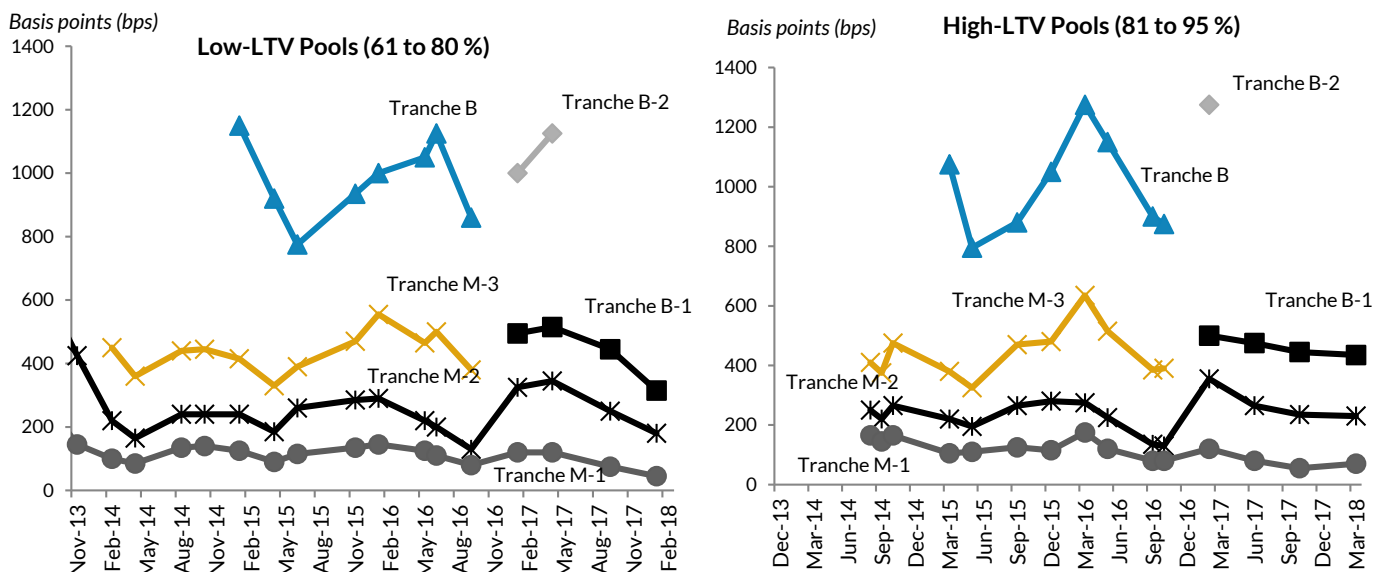 Basis points (bps)
Low-LTV Pools (61 to 80 %)
1400
1200
1000
800
600
400
200
0
Tranche B
Tranche B-2
Tranche M-3
Tranche B-1
Tranche M-2
Tranche M-1
Nov-13
Feb-14
May-14
Aug-14
Nov-14
Feb-15
May-15
Aug-15
Nov-15
Feb-16
May-16
Aug-16
Nov-16
Feb-17
May-17
Aug-17
Nov-17
Feb-18
Basis points (bps)
High-LTV Pools (81 to 95 %)
1400
1200
1000
800
600
400
200
0
Tranche B-2
Tranche B
Tranche M-3
Tranche B-1
Tranche M-2
Tranche M-1
Dec-13
Mar-14
Jun-14
Sep-14
Dec-14
Mar-15
Jun-15
Sep-15
Dec-15
Mar-16
Jun-16
Sep-16
Dec-16
Mar-17
Jun-17
Sep-17
Dec-17
Mar-18